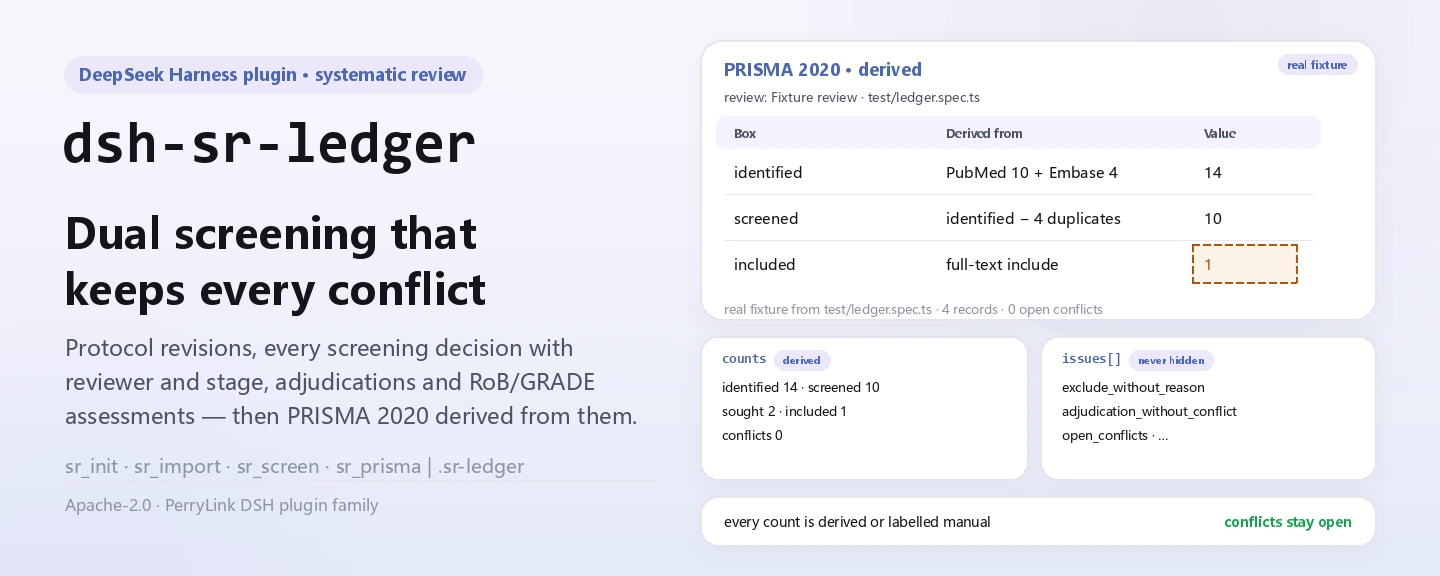 DeepSeek Harness plugin • systematic review
dsh-sr-ledger
Dual screening that
keeps every conflict
Protocol revisions, every screening decision with
reviewer and stage, adjudications and RoB/GRADE
assessments — then PRISMA 2020 derived from them.
sr_init · sr_import · sr_screen · sr_prisma | .sr-ledger
Apache-2.0 · PerryLink DSH plugin family
PRISMA 2020 • derived
real fixture
review: Fixture review · test/ledger.spec.ts
Box Derived from Value
identified PubMed 10 + Embase 4 14
screened identified − 4 duplicates 10
included full-text include 1
real fixture from test/ledger.spec.ts · 4 records · 0 open conflicts
counts derived
identified 14 · screened 10
sought 2 · included 1
conflicts 0
issues[] never hidden
exclude_without_reason
adjudication_without_conflict
open_conflicts · ...
every count is derived or labelled manual
conflicts stay open